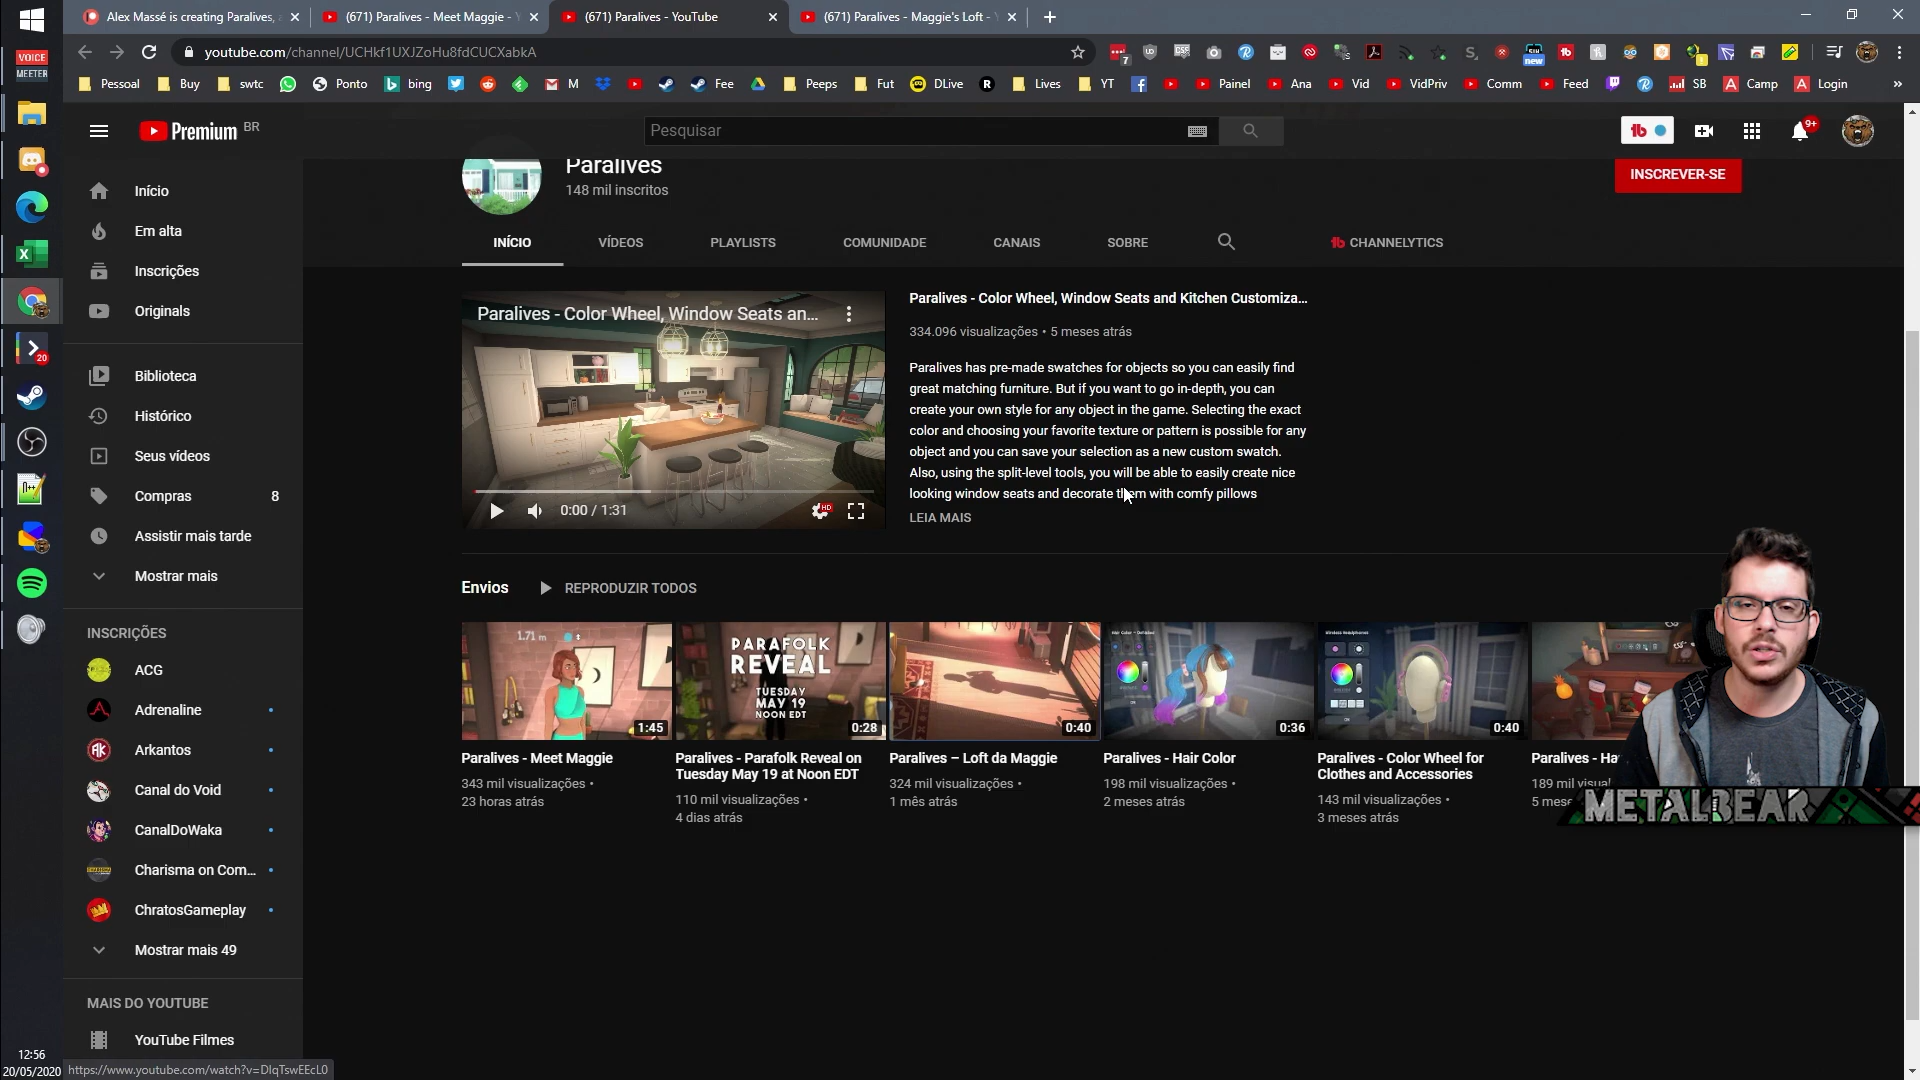 Alex Massé is creating Paralives,
(671) Paralives - Meet Maggie -
(671) Paralives - YouTube
(671) Paralives - Maggie's Loft -
VOICE
MEETER
youtube.com/channel/UCHkf1UXJZoHu8fdCUCXabkA
Pessoal
Buy
swtc
Ponto
bing
M
Fee
Peeps
Fut
DLive
Lives
YT
Painel
Ana
Vid
VidPriv
Comm
Feed
SB
Camp
Login
Premium BR
Pesquisar
9+
Paralives
148 mil inscritos
INSCREVER-SE
INÍCIO
VÍDEOS
PLAYLISTS
COMUNIDADE
CANAIS
SOBRE
CHANNELYTICS
Início
Em alta
Inscrições
Originals
Biblioteca
Histórico
Seus vídeos
Compras 8
Assistir mais tarde
Mostrar mais
INSCRIÇÕES
ACG
Adrenaline
Arkantos
Canal do Void
CanalDoWaka
Charisma on Com...
ChratosGameplay
Mostrar mais 49
MAIS DO YOUTUBE
YouTube Filmes
Paralives - Color Wheel, Window Seats an...
0:00 / 1:31
HD
Paralives - Color Wheel, Window Seats and Kitchen Customiza...
334.096 visualizações • 5 meses atrás
Paralives has pre-made swatches for objects so you can easily find
great matching furniture. But if you want to go in-depth, you can
create your own style for any object in the game. Selecting the exact
color and choosing your favorite texture or pattern is possible for any
object and you can save your selection as a new custom swatch.
Also, using the split-level tools, you will be able to easily create nice
looking window seats and decorate them with comfy pillows
LEIA MAIS
Envios
REPRODUZIR TODOS
1.71 m
1:45
Paralives - Meet Maggie
343 mil visualizações •
23 horas atrás
PARAFOLK
REVEAL
TUESDAY
MAY 19
NOON EDT
0:28
Paralives - Parafolk Reveal on
Tuesday May 19 at Noon EDT
110 mil visualizações •
4 dias atrás
0:40
Paralives – Loft da Maggie
324 mil visualizações •
1 mês atrás
0:36
Paralives - Hair Color
198 mil visualizações •
2 meses atrás
0:40
Paralives - Color Wheel for
Clothes and Accessories
143 mil visualizações •
3 meses atrás
Paralives - Ha
189 mil visual
5 mese
METALBEAR
12:56
20/05/2020
https://www.youtube.com/watch?v=DIqTswEEcL0